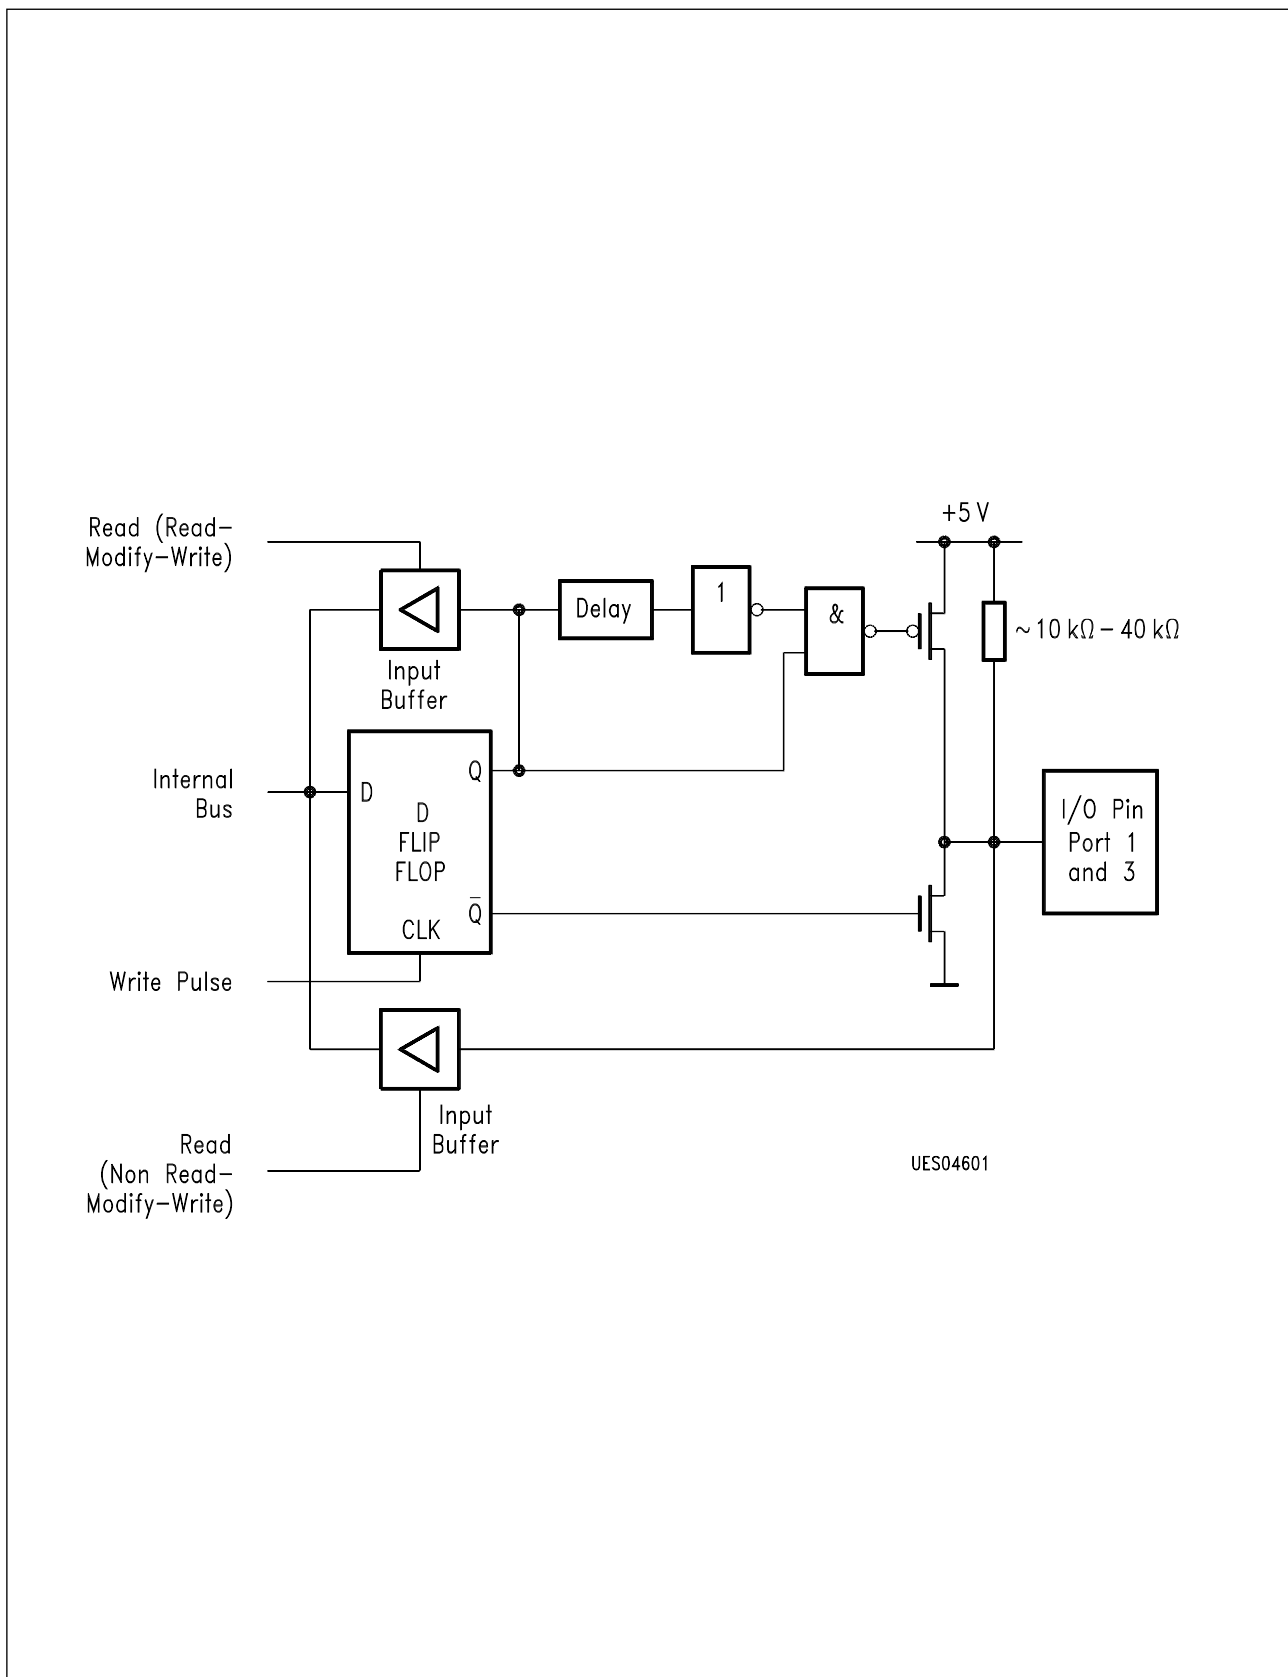 +5 V
Read (Read-
Modify-Write)
Delay
1
&
~ 10 kΩ - 40 kΩ
Input
Buffer
Internal
Bus
D
Q
D
FLIP
FLOP
Q̅
CLK
I/O Pin
Port 1
and 3
Write Pulse
Input
Buffer
Read
(Non Read-
Modify-Write)
UES04601